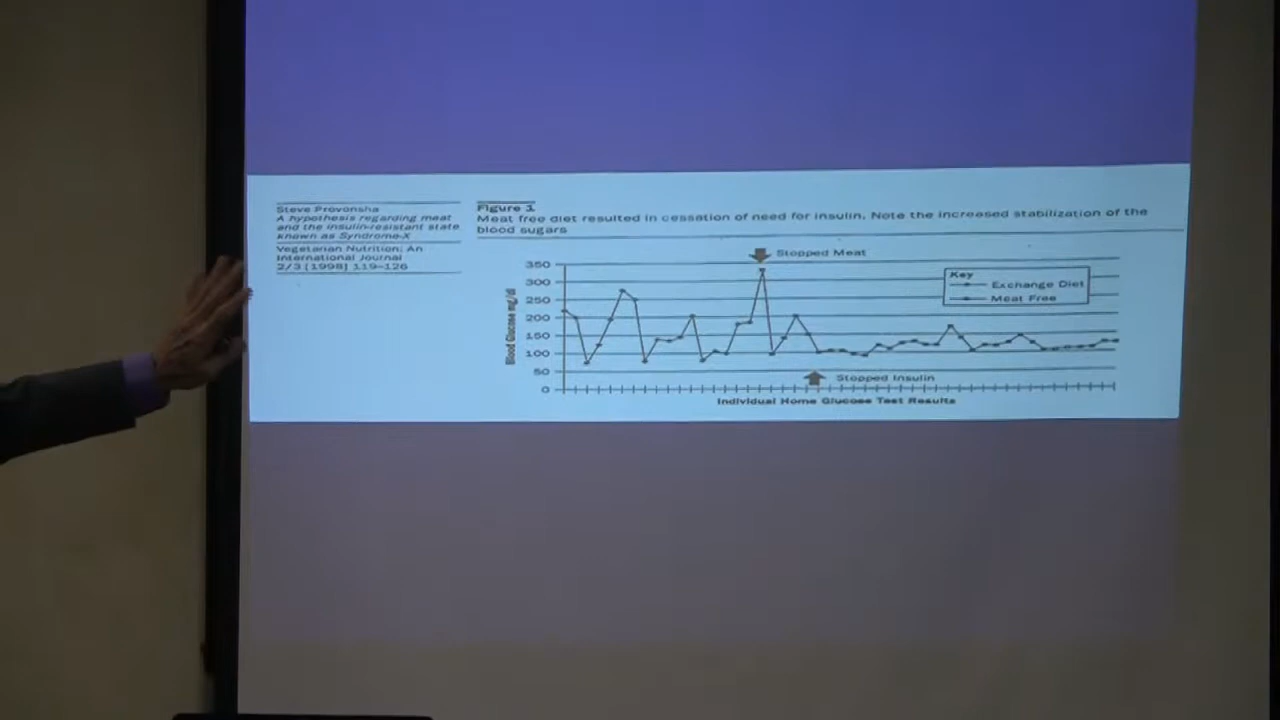 Steve Provonsha
A hypothesis regarding meat
and the insulin-resistant state
known as Syndrome-X
Vegetarian Nutrition: An
International Journal
2/3 [1998] 119–126
Figure 1
Meat free diet resulted in cessation of need for insulin. Note the increased stabilization of the
blood sugars
Stopped Meat
350
300
250
200
150
100
50
0
Blood Glucose mg/dl
Key
Exchange Diet
Meat Free
Stopped Insulin
Individual Home Glucose Test Results